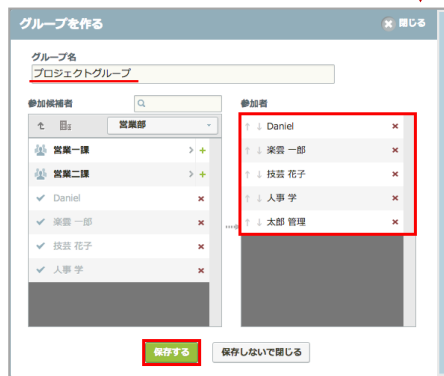 グループを作る
閉じる
グループ名
プロジェクトグループ
参加候補者
参加者
営業部
営業一課
営業二課
Daniel
楽雲 一郎
技芸 花子
人事 学
Daniel
楽雲 一郎
技芸 花子
人事 学
太郎 管理
保存する
保存しないで閉じる